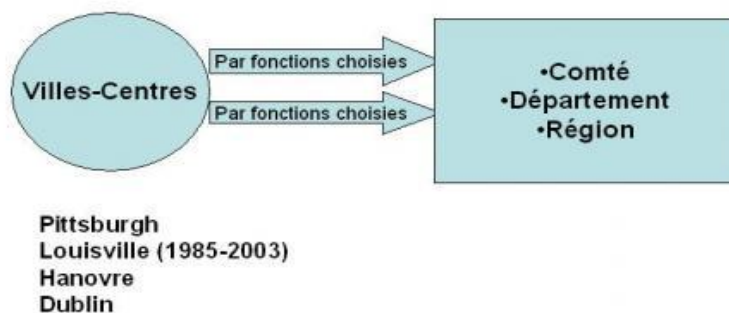 Villes-Centres
Par fonctions choisies
Par fonctions choisies
•Comté
•Département
•Région
Pittsburgh
Louisville (1985-2003)
Hanovre
Dublin